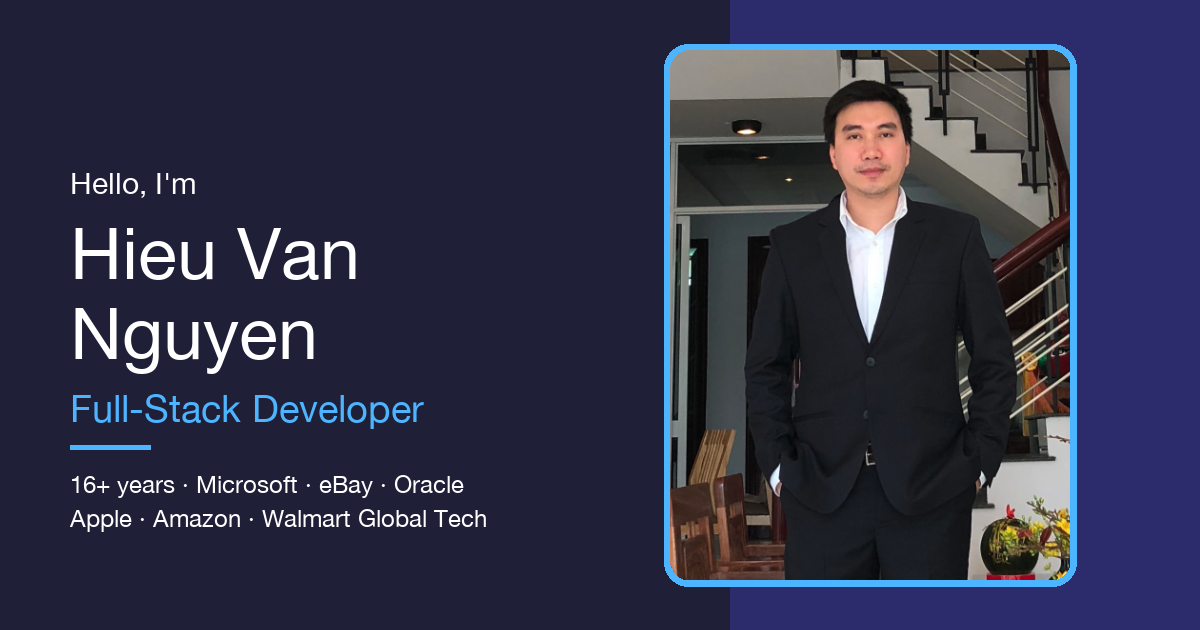 Hello, I'm
Hieu Van
Nguyen
Full-Stack Developer
16+ years · Microsoft · eBay · Oracle
Apple · Amazon · Walmart Global Tech